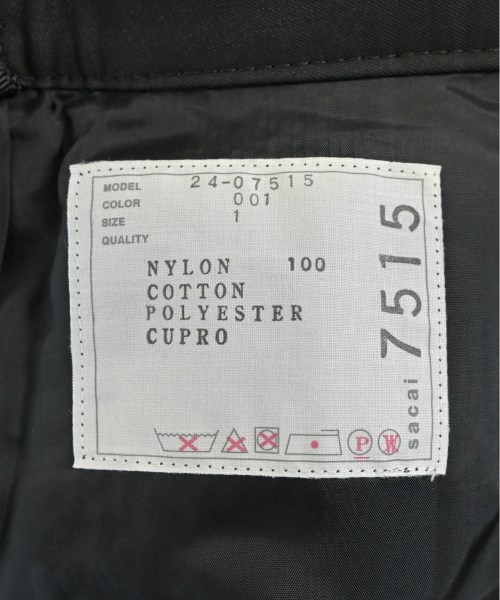 MODEL 24-07515
COLOR 001
SIZE 1
QUALITY
NYLON 100
COTTON
POLYESTER
CUPRO
P
W
sacai 7515